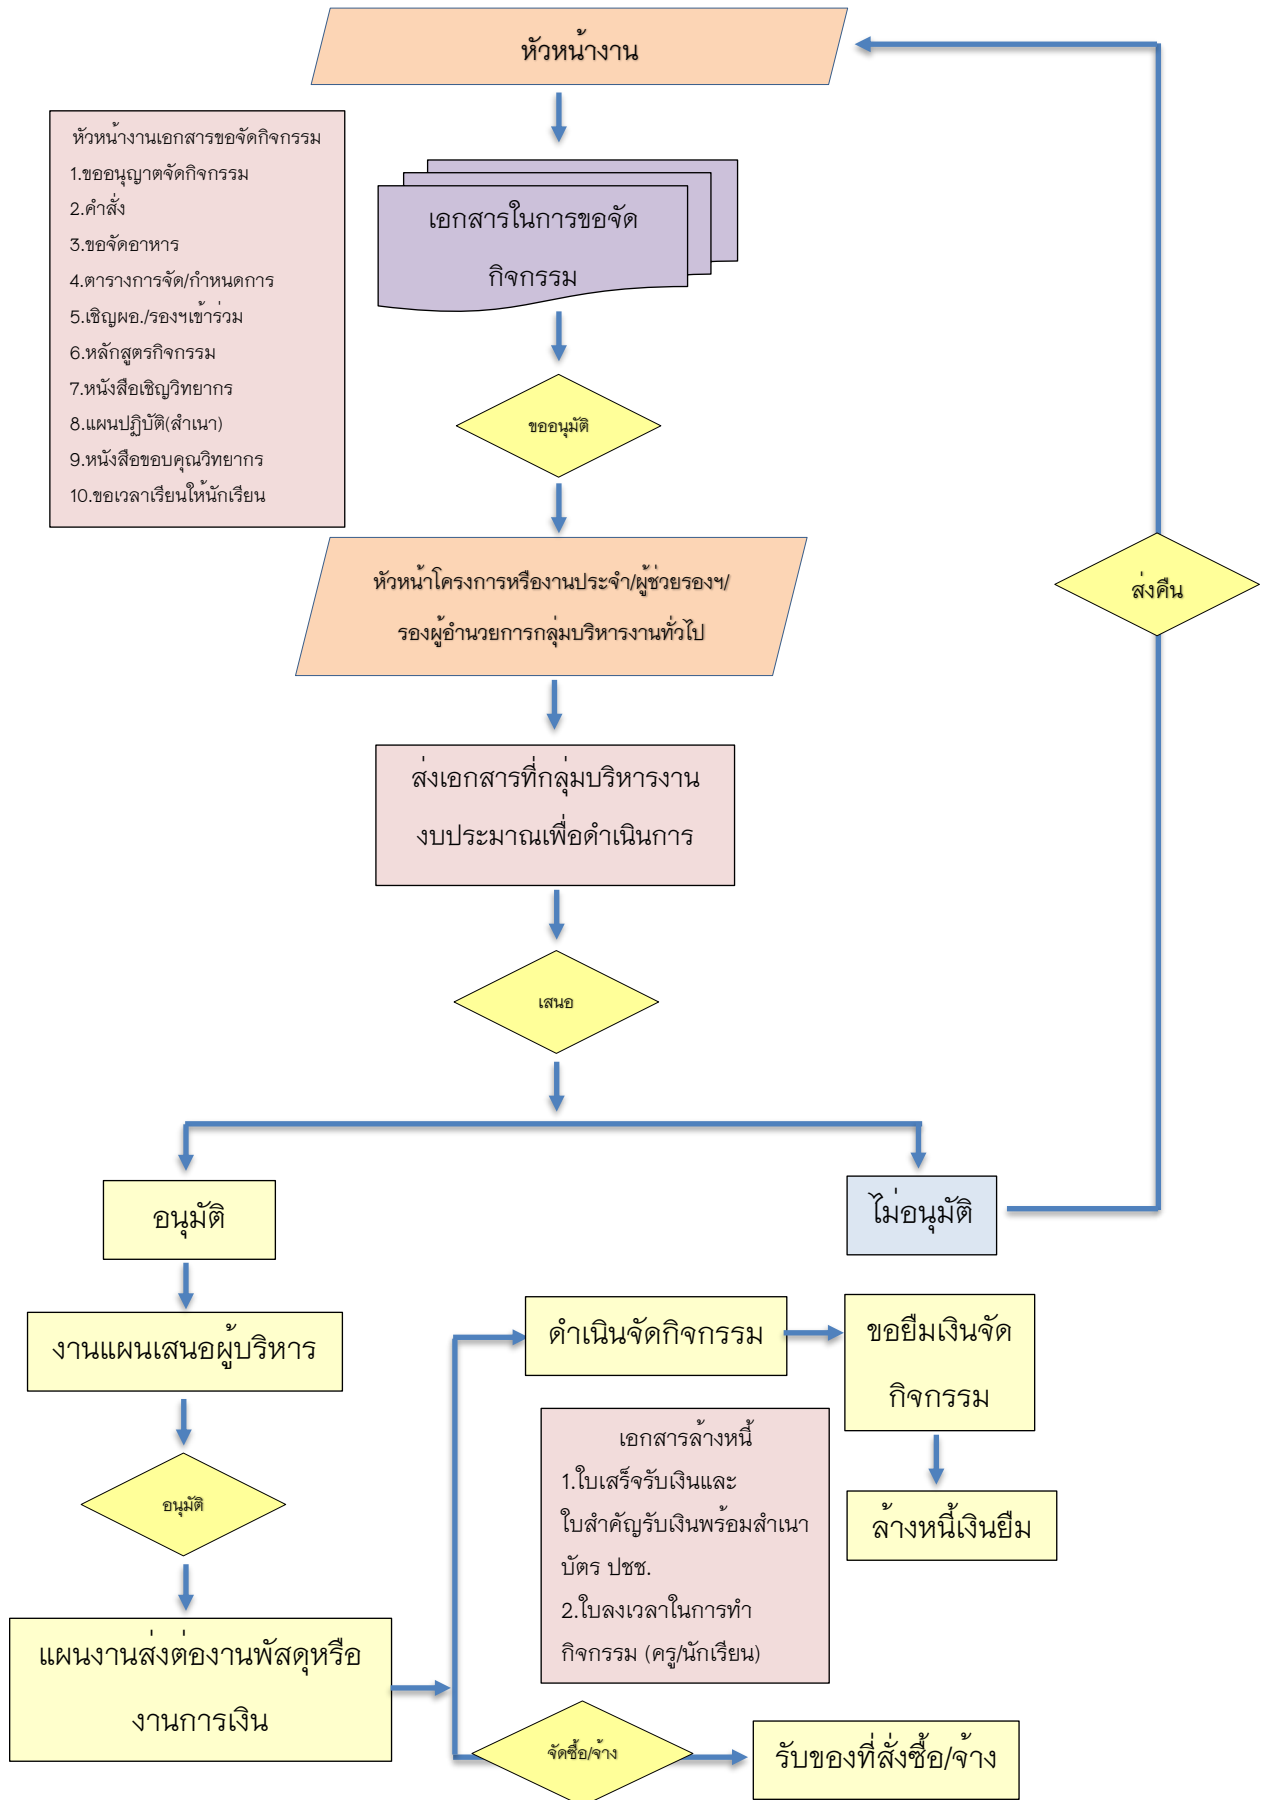 หัวหน้างาน
หัวหน้างานเอกสารขอจัดกิจกรรม
1.ขออนุญาตจัดกิจกรรม
2.คำสั่ง
3.ขอจัดอาหาร
4.ตารางการจัด/กำหนดการ
5.เชิญผอ./รองฯเข้าร่วม
6.หลักสูตรกิจกรรม
7.หนังสือเชิญวิทยากร
8.แผนปฏิบัติ(สำเนา)
9.หนังสือขอบคุณวิทยากร
10.ขอเวลาเรียนให้นักเรียน
เอกสารในการขอจัด
กิจกรรม
ขออนุมัติ
หัวหน้าโครงการหรืองานประจำ/ผู้ช่วยรองฯ/
รองผู้อำนวยการกลุ่มบริหารงานทั่วไป
ส่งคืน
ส่งเอกสารที่กลุ่มบริหารงาน
งบประมาณเพื่อดำเนินการ
เสนอ
อนุมัติ
ไม่อนุมัติ
งานแผนเสนอผู้บริหาร
อนุมัติ
แผนงานส่งต่องานพัสดุหรือ
งานการเงิน
ดำเนินจัดกิจกรรม
ขอยืมเงินจัด
กิจกรรม
ล้างหนี้เงินยืม
เอกสารล้างหนี้
1.ใบเสร็จรับเงินและ
ใบสำคัญรับเงินพร้อมสำเนา
บัตร ปชช.
2.ใบลงเวลาในการทำ
กิจกรรม (ครู/นักเรียน)
จัดซื้อ/จ้าง
รับของที่สั่งซื้อ/จ้าง